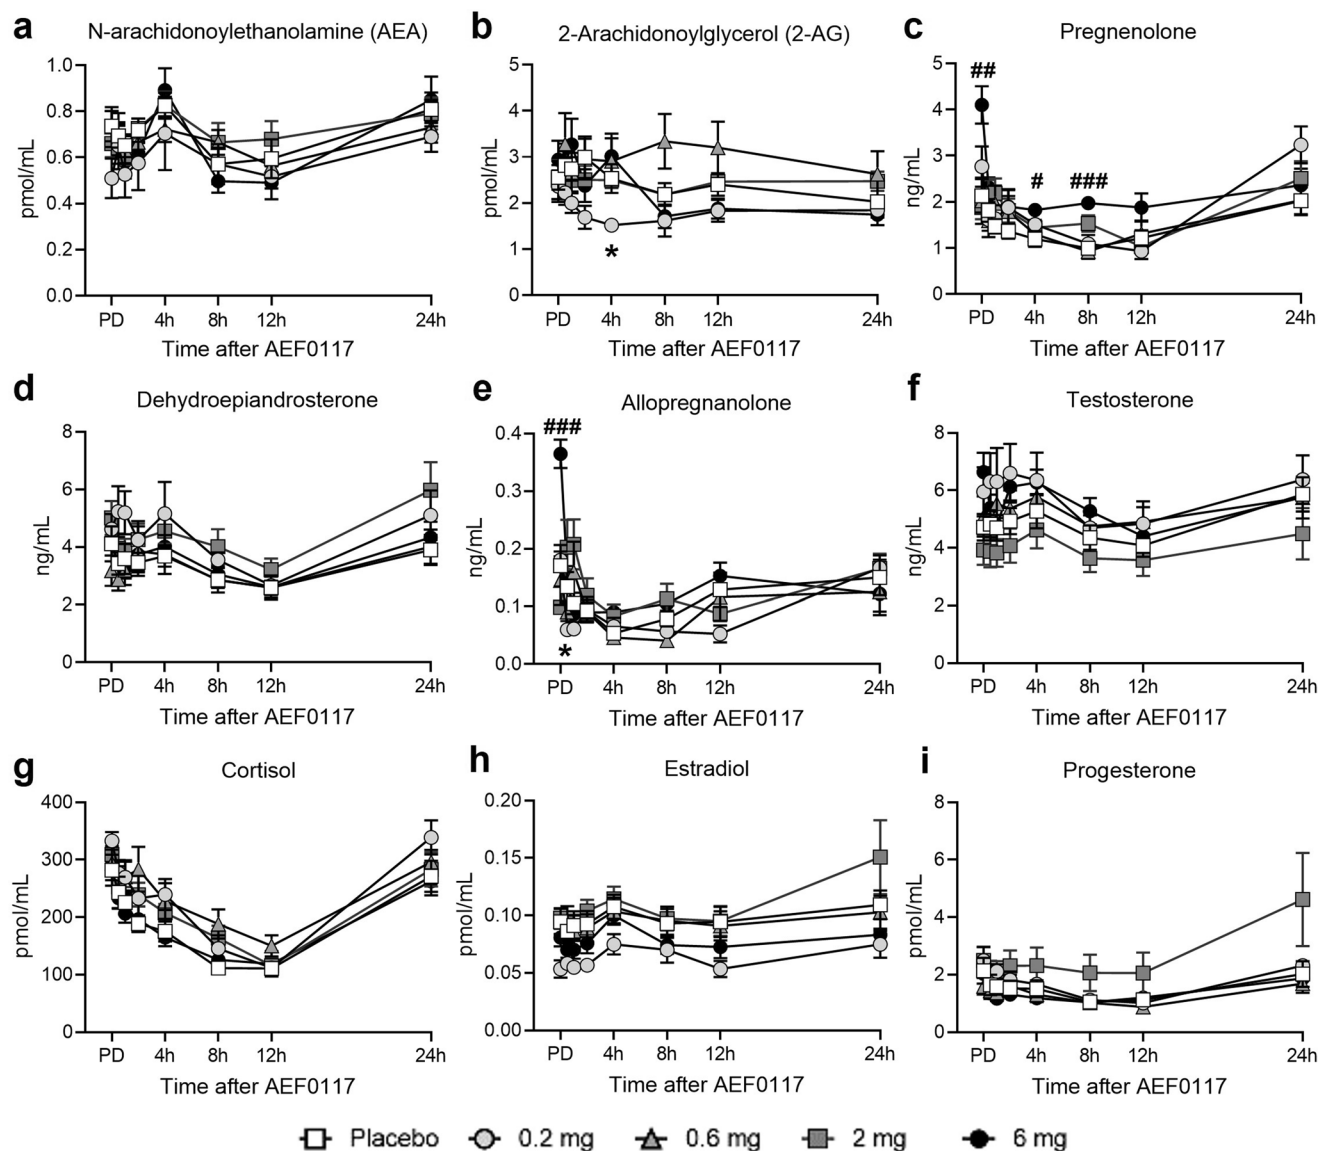 a N-arachidonoylethanolamine (AEA)
1.0
0.8
0.6
0.4
0.2
0.0
pmol/mL
PD 4h 8h 12h 24h
Time after AEF0117
b 2-Arachidonoylglycerol (2-AG)
5
4
3
2
1
0
pmol/mL
*
PD 4h 8h 12h 24h
Time after AEF0117
c Pregnenolone
5
4
3
2
1
0
ng/mL
##
# ###
PD 4h 8h 12h 24h
Time after AEF0117
d Dehydroepiandrosterone
8
6
4
2
0
ng/mL
PD 4h 8h 12h 24h
Time after AEF0117
e Allopregnanolone
###
0.4
0.3
0.2
0.1
0.0
ng/mL
*
PD 4h 8h 12h 24h
Time after AEF0117
f Testosterone
8
6
4
2
0
ng/mL
PD 4h 8h 12h 24h
Time after AEF0117
g Cortisol
400
300
200
100
0
pmol/mL
PD 4h 8h 12h 24h
Time after AEF0117
h Estradiol
0.20
0.15
0.10
0.05
0.00
pmol/mL
PD 4h 8h 12h 24h
Time after AEF0117
i Progesterone
8
6
4
2
0
pmol/mL
PD 4h 8h 12h 24h
Time after AEF0117
Placebo 0.2 mg 0.6 mg 2 mg 6 mg